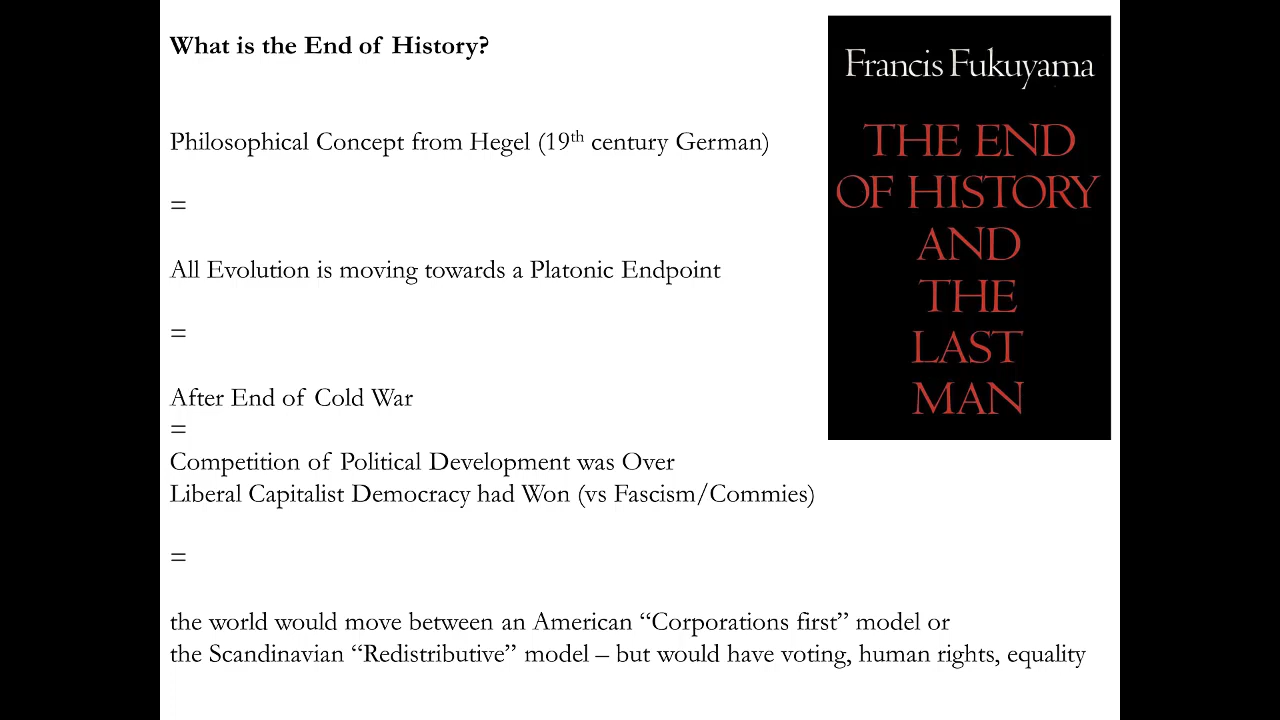 What is the End of History?
Philosophical Concept from Hegel (19th century German)
=
All Evolution is moving towards a Platonic Endpoint
=
After End of Cold War
=
Competition of Political Development was Over
Liberal Capitalist Democracy had Won (vs Fascism/Commies)
=
the world would move between an American “Corporations first” model or
the Scandinavian “Redistributive” model – but would have voting, human rights, equality
Francis Fukuyama
THE END
OF HISTORY
AND
THE
LAST
MAN